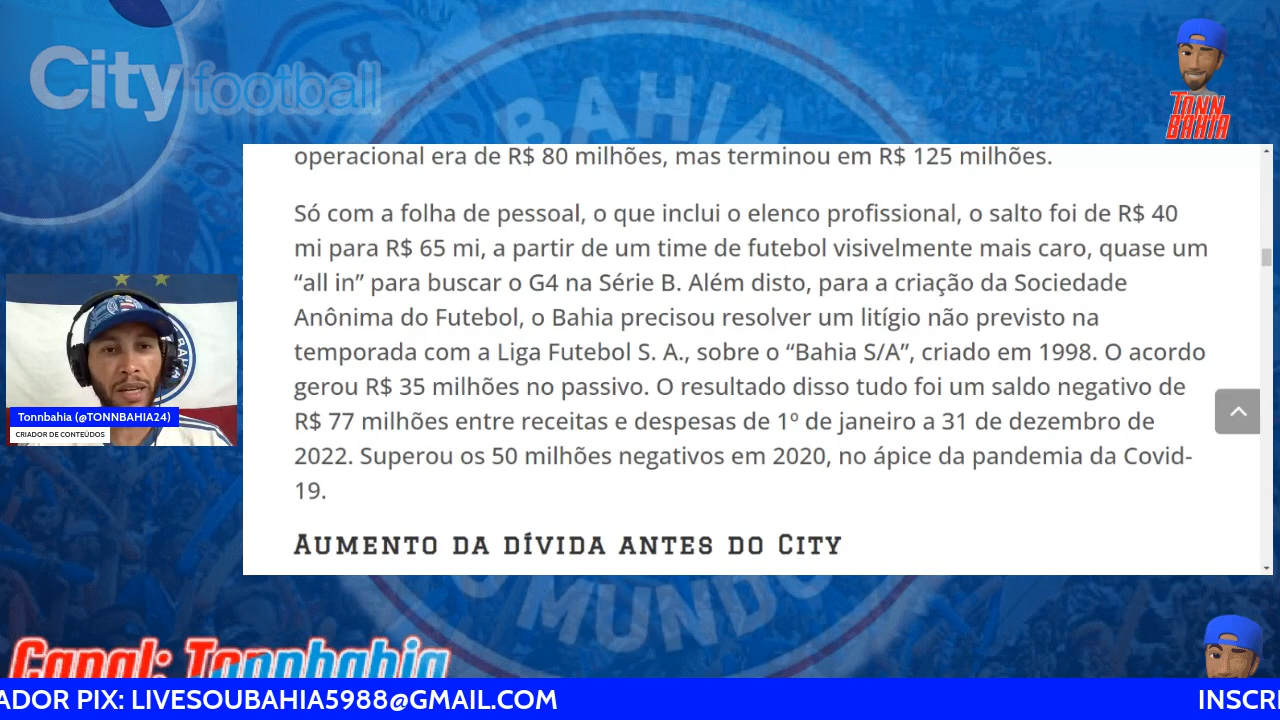 City football
TONN
BAHIA
BAHIA
operacional era de R$ 80 milhões, mas terminou em R$ 125 milhões.
Só com a folha de pessoal, o que inclui o elenco profissional, o salto foi de R$ 40
mi para R$ 65 mi, a partir de um time de futebol visivelmente mais caro, quase um
“all in” para buscar o G4 na Série B. Além disto, para a criação da Sociedade
Anônima do Futebol, o Bahia precisou resolver um litígio não previsto na
temporada com a Liga Futebol S. A., sobre o “Bahia S/A”, criado em 1998. O acordo
gerou R$ 35 milhões no passivo. O resultado disso tudo foi um saldo negativo de
R$ 77 milhões entre receitas e despesas de 1º de janeiro a 31 de dezembro de
2022. Superou os 50 milhões negativos em 2020, no ápice da pandemia da Covid-
19.
Aumento da dívida antes do City
Tonnbahia (@TONNBAHIA24)
CRIADOR DE CONTEÚDOS
O MUNDO
Canal: Tonnbahia
ADOR PIX: LIVESOUBAHIA5988@GMAIL.COM
INSCRE